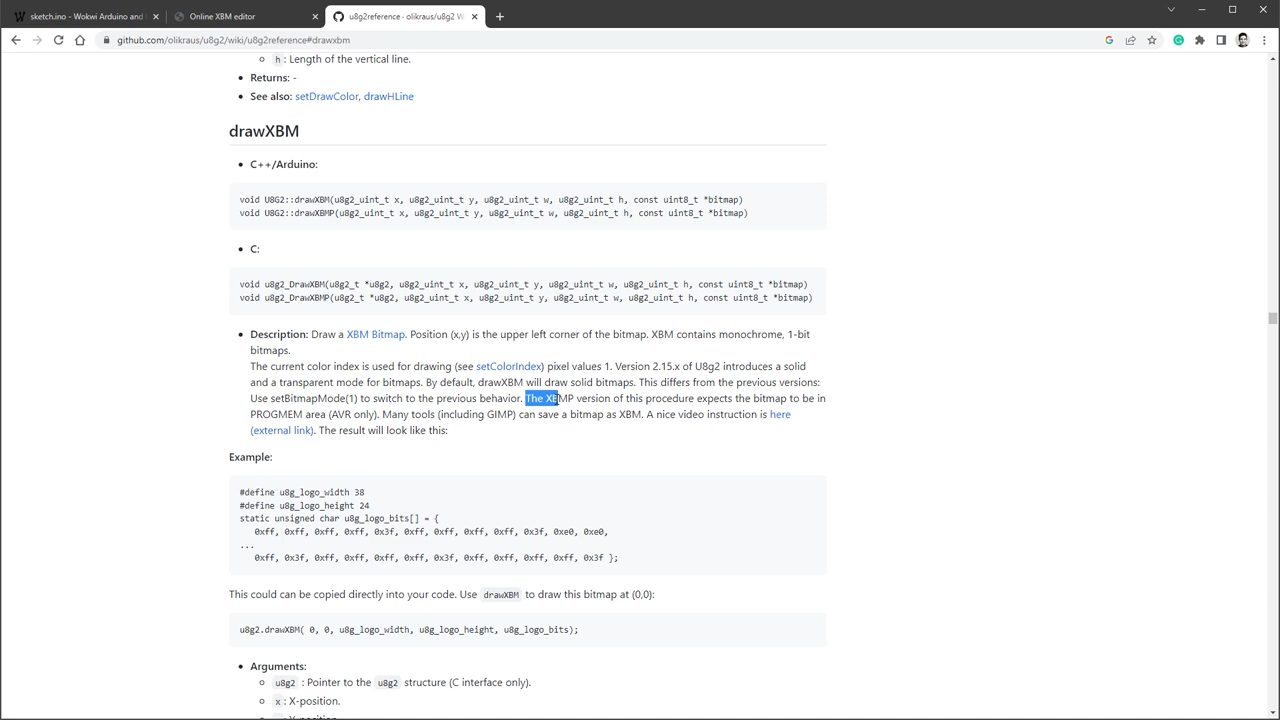 sketch.ino - Wokwi Arduino and
Online XBM editor
u8g2reference · olikraus/u8g2 W
github.com/olikraus/u8g2/wiki/u8g2reference#drawxbm
h: Length of the vertical line.
Returns: -
See also: setDrawColor, drawHLine
drawXBM
C++/Arduino:
void U8G2::drawXBM(u8g2_uint_t x, u8g2_uint_t y, u8g2_uint_t w, u8g2_uint_t h, const uint8_t *bitmap)
void U8G2::drawXBMP(u8g2_uint_t x, u8g2_uint_t y, u8g2_uint_t w, u8g2_uint_t h, const uint8_t *bitmap)
C:
void u8g2_DrawXBM(u8g2_t *u8g2, u8g2_uint_t x, u8g2_uint_t y, u8g2_uint_t w, u8g2_uint_t h, const uint8_t *bitmap)
void u8g2_DrawXBMP(u8g2_t *u8g2, u8g2_uint_t x, u8g2_uint_t y, u8g2_uint_t w, u8g2_uint_t h, const uint8_t *bitmap)
Description: Draw a XBM Bitmap. Position (x,y) is the upper left corner of the bitmap. XBM contains monochrome, 1-bit
bitmaps.
The current color index is used for drawing (see setColorIndex) pixel values 1. Version 2.15.x of U8g2 introduces a solid
and a transparent mode for bitmaps. By default, drawXBM will draw solid bitmaps. This differs from the previous versions:
Use setBitmapMode(1) to switch to the previous behavior. The XBMP version of this procedure expects the bitmap to be in
PROGMEM area (AVR only). Many tools (including GIMP) can save a bitmap as XBM. A nice video instruction is here
(external link). The result will look like this:
Example:
#define u8g_logo_width 38
#define u8g_logo_height 24
static unsigned char u8g_logo_bits[] = {
0xff, 0xff, 0xff, 0xff, 0x3f, 0xff, 0xff, 0xff, 0xff, 0x3f, 0xe0, 0xe0,
...
0xff, 0x3f, 0xff, 0xff, 0xff, 0xff, 0x3f, 0xff, 0xff, 0xff, 0xff, 0x3f };
This could can be copied directly into your code. Use drawXBM to draw this bitmap at (0,0):
u8g2.drawXBM( 0, 0, u8g_logo_width, u8g_logo_height, u8g_logo_bits);
Arguments:
u8g2 : Pointer to the u8g2 structure (C interface only).
x: X-position.